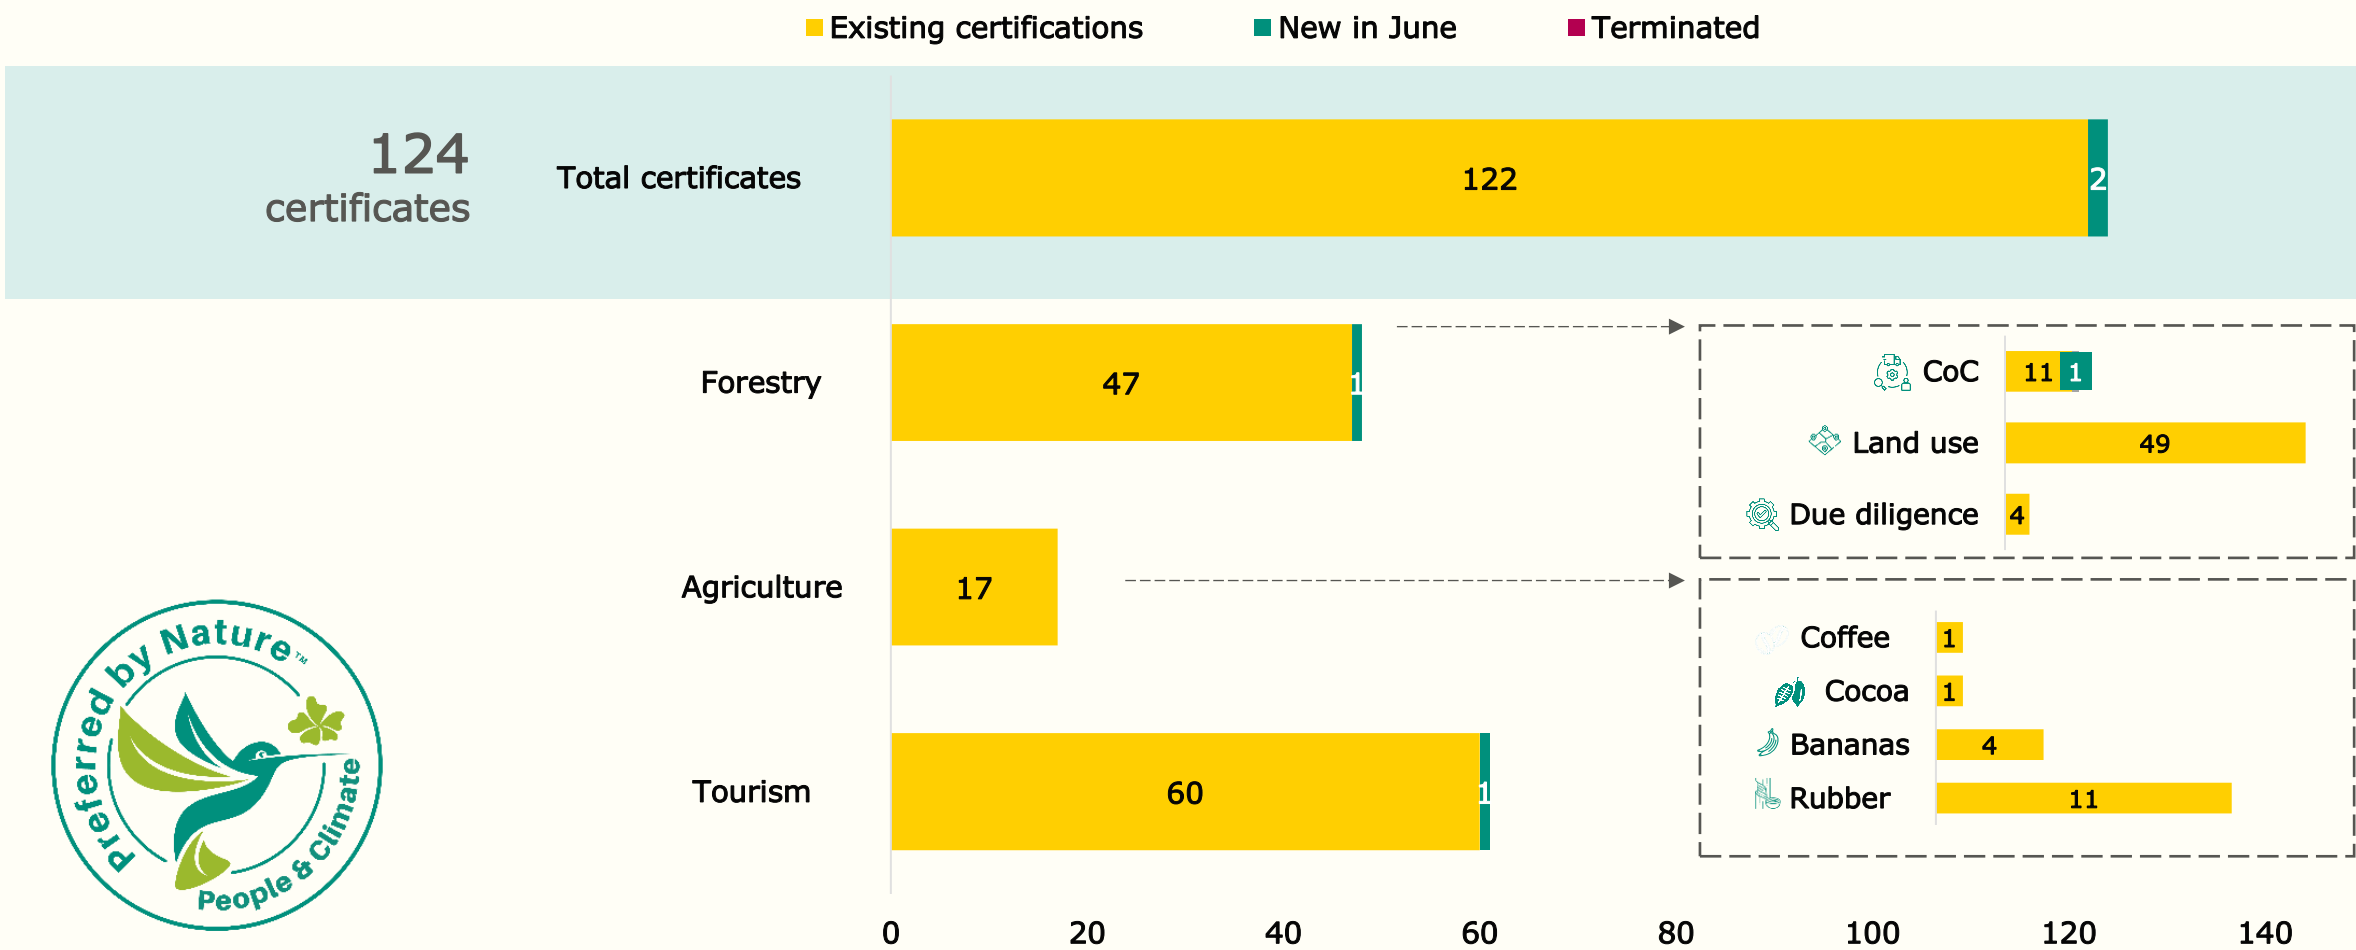 Existing certifications New in June Terminated
124
certificates
Total certificates 122 2
Forestry 47 1
CoC 11 1
Land use 49
Due diligence 4
Agriculture 17
Coffee 1
Cocoa 1
Bananas 4
Rubber 11
Tourism 60 1
Preferred by Nature™
People & Climate
0 20 40 60 80 100 120 140